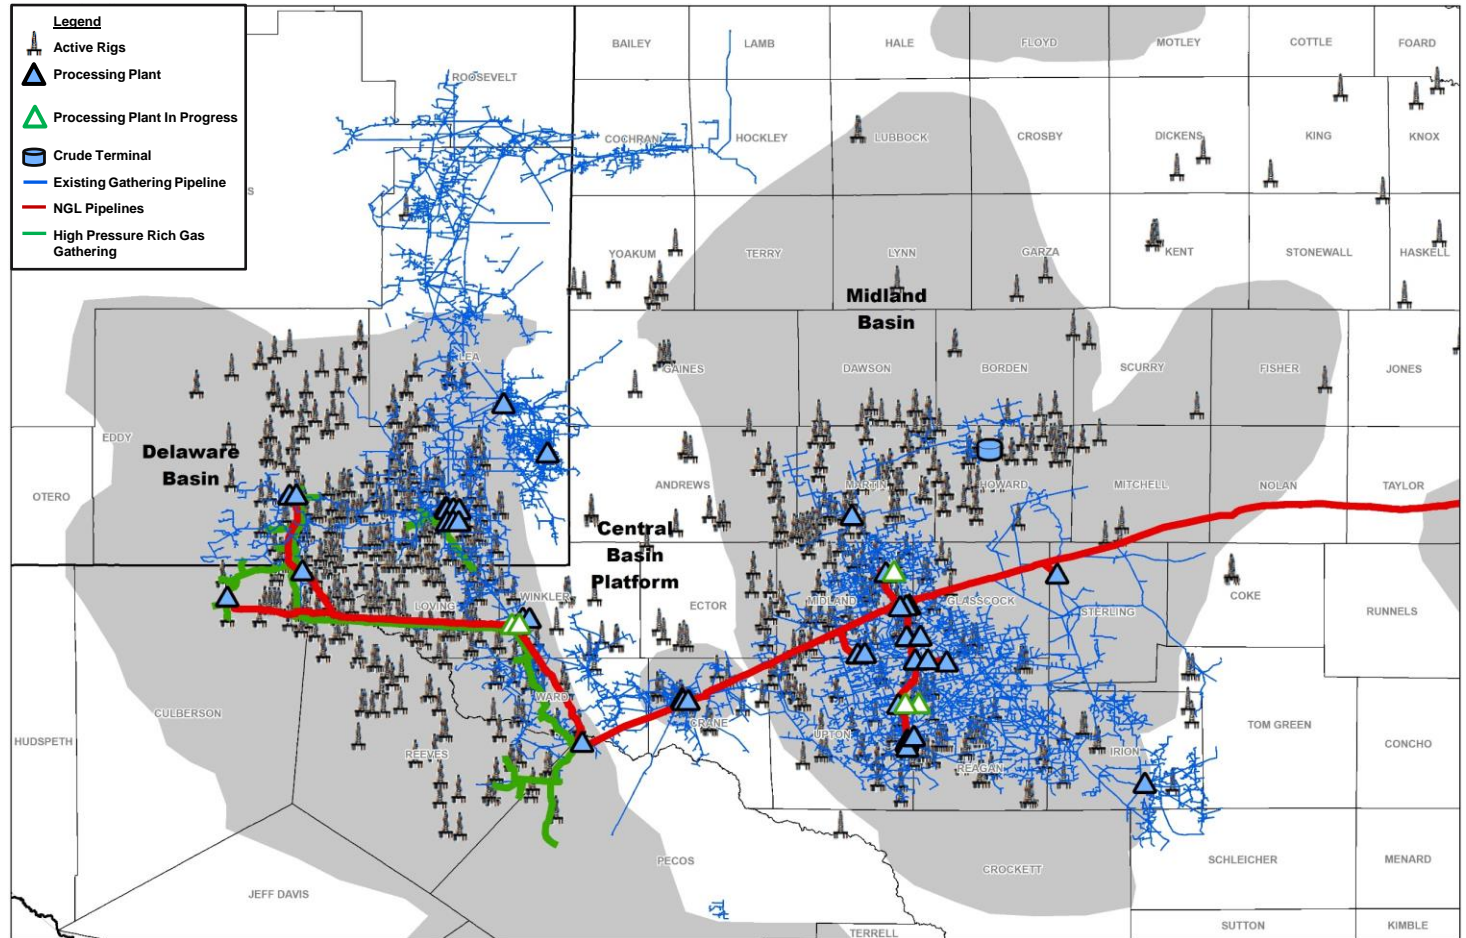 Legend
Active Rigs
Processing Plant
Processing Plant In Progress
Crude Terminal
Existing Gathering Pipeline
NGL Pipelines
High Pressure Rich Gas
Gathering
S
ROOSEVELT
BAILEY
LAMB
HALE
FLOYD
MOTLEY
COTTLE
FOARD
COCHRAN
HOCKLEY
LUBBOCK
CROSBY
DICKENS
KING
KNOX
YOAKUM
TERRY
LYNN
GARZA
KENT
STONEWALL
HASKELL
Midland
Basin
LEA
GAINES
DAWSON
BORDEN
SCURRY
FISHER
JONES
EDDY
Delaware
Basin
OTERO
ANDREWS
MARTIN
HOWARD
MITCHELL
NOLAN
TAYLOR
Central
Basin
Platform
LOVING
WINKLER
ECTOR
MIDLAND
GLASSCOCK
STERLING
COKE
RUNNELS
HUDSPETH
CULBERSON
REEVES
WARD
CRANE
UPTON
REAGAN
IRION
TOM GREEN
CONCHO
JEFF DAVIS
PECOS
CROCKETT
SCHLEICHER
MENARD
TERRELL
SUTTON
KIMBLE